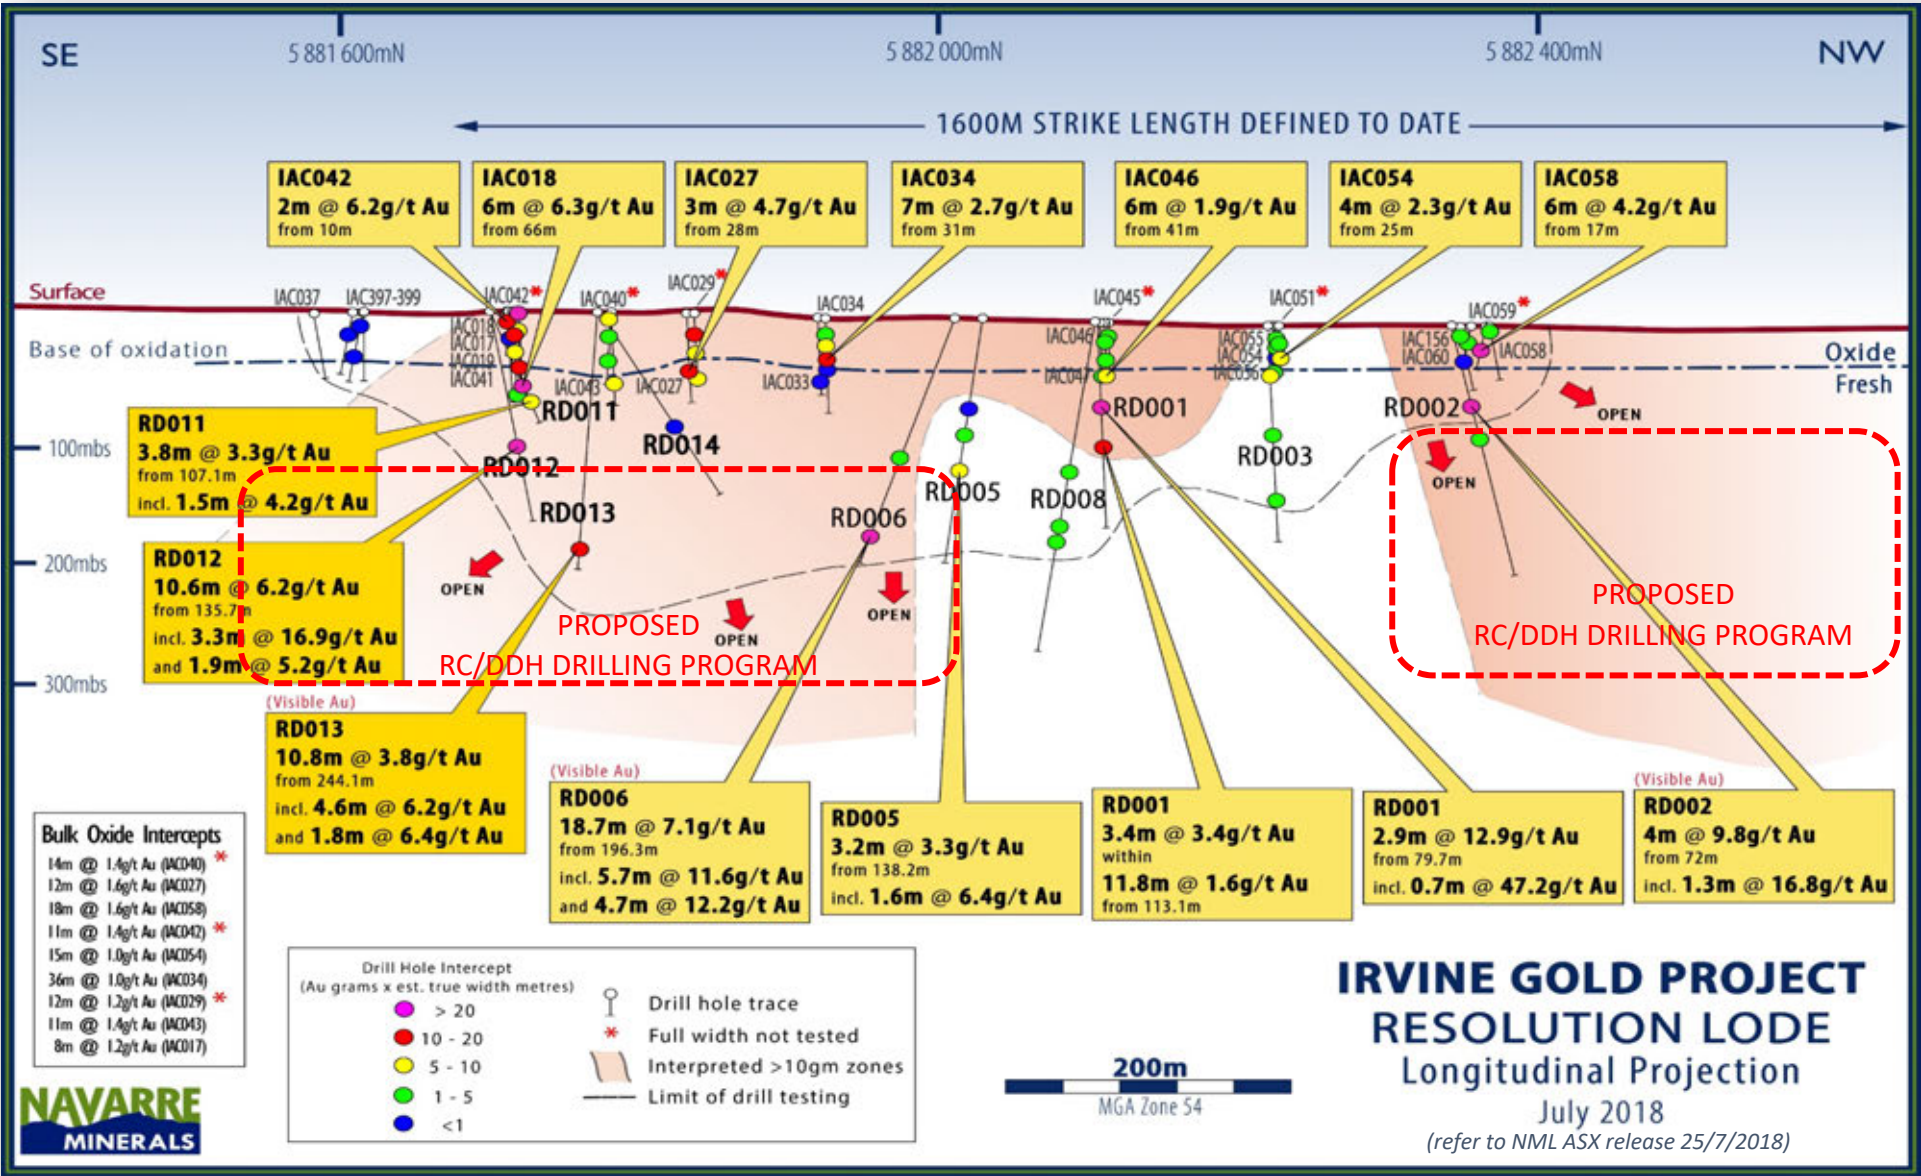 SE
5 881 600mN
5 882 000mN
5 882 400mN
NW
1600M STRIKE LENGTH DEFINED TO DATE
IAC042
2m @ 6.2g/t Au
from 10m
IAC018
6m @ 6.3g/t Au
from 66m
IAC027
3m @ 4.7g/t Au
from 28m
IAC034
7m @ 2.7g/t Au
from 31m
IAC046
6m @ 1.9g/t Au
from 41m
IAC054
4m @ 2.3g/t Au
from 25m
IAC058
6m @ 4.2g/t Au
from 17m
Surface
IAC037
IAC397-399
IAC042*
IAC040*
IAC029*
IAC034
IAC045*
IAC051*
IAC059*
IAC018
IAC017
IAC019
IAC041
IAC043
IAC027
IAC033
IAC046
IAC047
IAC055
IAC054
IAC056
IAC156
IAC060
IAC058
Base of oxidation
Oxide
Fresh
RD011
RD014
RD012
RD013
RD006
RD005
RD008
RD001
RD003
RD002
100mbs
200mbs
300mbs
OPEN
OPEN
OPEN
OPEN
OPEN
RD011
3.8m @ 3.3g/t Au
from 107.1m
incl. 1.5m @ 4.2g/t Au
RD012
10.6m @ 6.2g/t Au
from 135.7m
incl. 3.3m @ 16.9g/t Au
and 1.9m @ 5.2g/t Au
PROPOSED
RC/DDH DRILLING PROGRAM
PROPOSED
RC/DDH DRILLING PROGRAM
(Visible Au)
RD013
10.8m @ 3.8g/t Au
from 244.1m
incl. 4.6m @ 6.2g/t Au
and 1.8m @ 6.4g/t Au
(Visible Au)
RD006
18.7m @ 7.1g/t Au
from 196.3m
incl. 5.7m @ 11.6g/t Au
and 4.7m @ 12.2g/t Au
RD005
3.2m @ 3.3g/t Au
from 138.2m
incl. 1.6m @ 6.4g/t Au
RD001
3.4m @ 3.4g/t Au
within
11.8m @ 1.6g/t Au
from 113.1m
RD001
2.9m @ 12.9g/t Au
from 79.7m
incl. 0.7m @ 47.2g/t Au
(Visible Au)
RD002
4m @ 9.8g/t Au
from 72m
incl. 1.3m @ 16.8g/t Au
Bulk Oxide Intercepts
14m @ 1.4g/t Au (IAC040) *
12m @ 1.6g/t Au (IAC027)
18m @ 1.6g/t Au (IAC058)
11m @ 1.4g/t Au (IAC042) *
15m @ 1.0g/t Au (IAC054)
36m @ 1.0g/t Au (IAC034)
12m @ 1.2g/t Au (IAC029) *
11m @ 1.4g/t Au (IAC043)
8m @ 1.2g/t Au (IAC017)
Drill Hole Intercept
(Au grams x est. true width metres)
> 20
10 - 20
5 - 10
1 - 5
<1
Drill hole trace
* Full width not tested
Interpreted >10gm zones
Limit of drill testing
200m
MGA Zone 54
IRVINE GOLD PROJECT
RESOLUTION LODE
Longitudinal Projection
July 2018
(refer to NML ASX release 25/7/2018)
NAVARRE
MINERALS